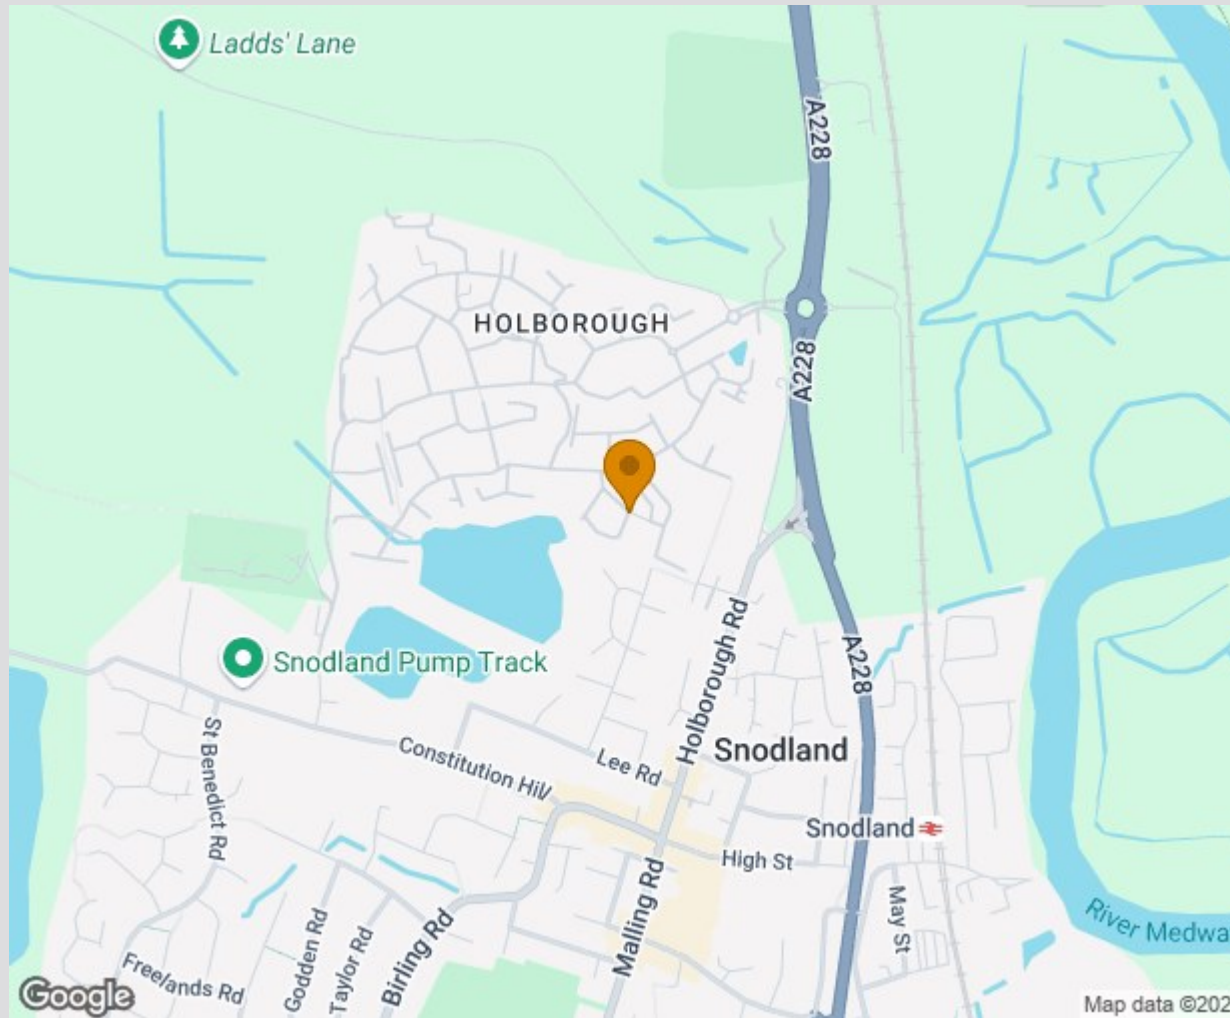 Ladds' Lane
A228
HOLBOROUGH
A228
Snodland Pump Track
Holborough Rd
A228
St Benedict Rd
Constitution Hill
Lee Rd
Snodland
Snodland
High St
Malling Rd
May St
River Medwa
Birling Rd
Godden Rd
Taylor Rd
Freelands Rd
Google
Map data ©202